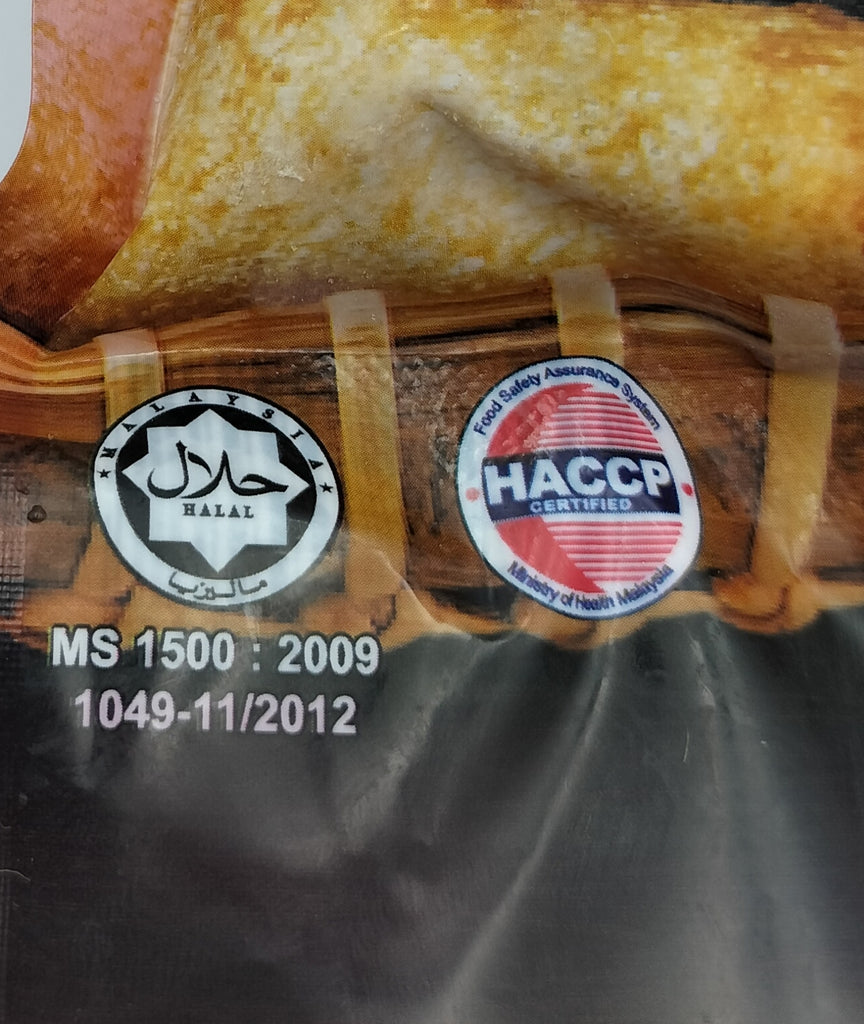 MALAYSIA
حلال
HALAL
ماليزيا
Food Safety Assurance System
HACCP
CERTIFIED
Ministry of Health Malaysia
MS 1500 : 2009
1049-11/2012